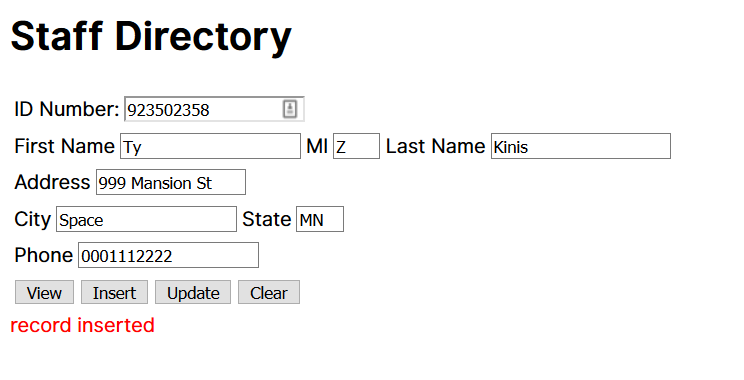 Staff Directory
ID Number: 923502358
First Name Ty MI Z Last Name Kinis
Address 999 Mansion St
City Space State MN
Phone 0001112222
View Insert Update Clear
record inserted